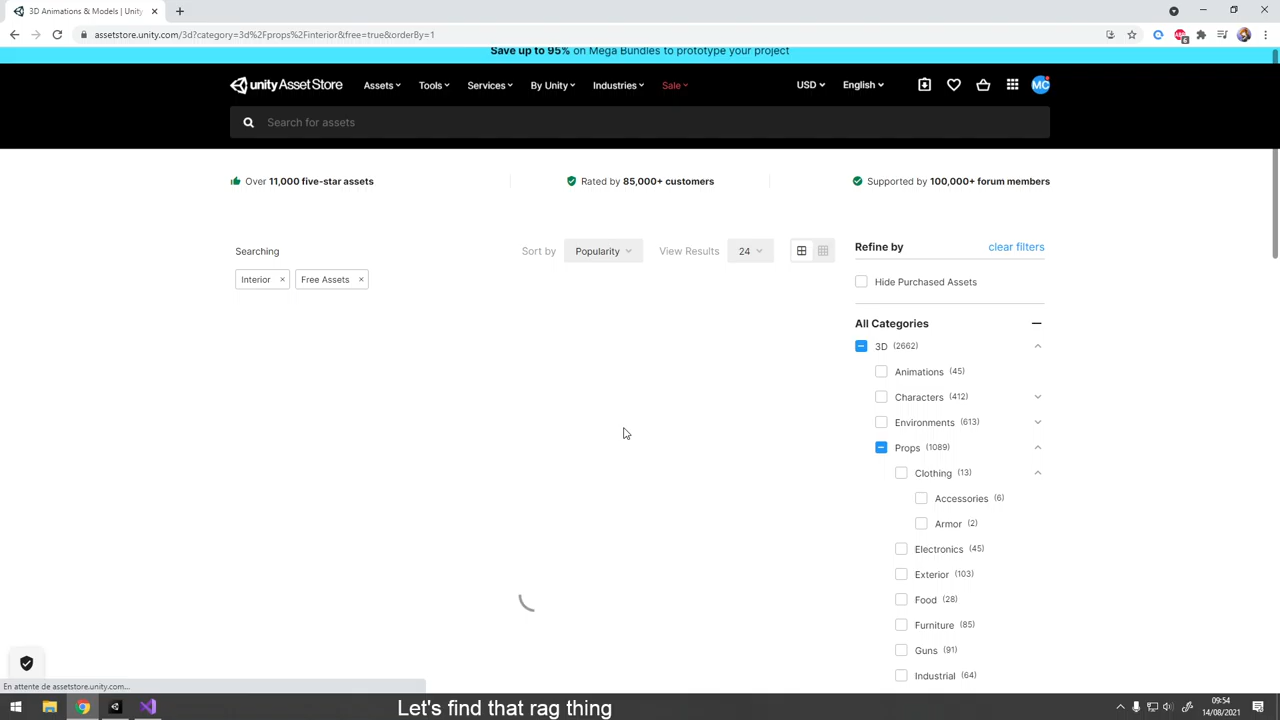 3D Animations & Models | Unity
assetstore.unity.com/3d?category=3d%2Fprops%2Finterior&free=true&orderBy=1
6
Save up to 95% on Mega Bundles to prototype your project
unity Asset Store
Assets
Tools
Services
By Unity
Industries
Sale
USD
English
MC
Search for assets
Over 11,000 five-star assets
Rated by 85,000+ customers
Supported by 100,000+ forum members
Searching
Sort by
Popularity
View Results
24
Interior ×
Free Assets ×
Refine by
clear filters
Hide Purchased Assets
All Categories
3D (2662)
Animations (45)
Characters (412)
Environments (613)
Props (1089)
Clothing (13)
Accessories (6)
Armor (2)
Electronics (45)
Exterior (103)
Food (28)
Furniture (85)
Guns (91)
Industrial (64)
En attente de assetstore.unity.com...
Let's find that rag thing
09:54
14/08/2021